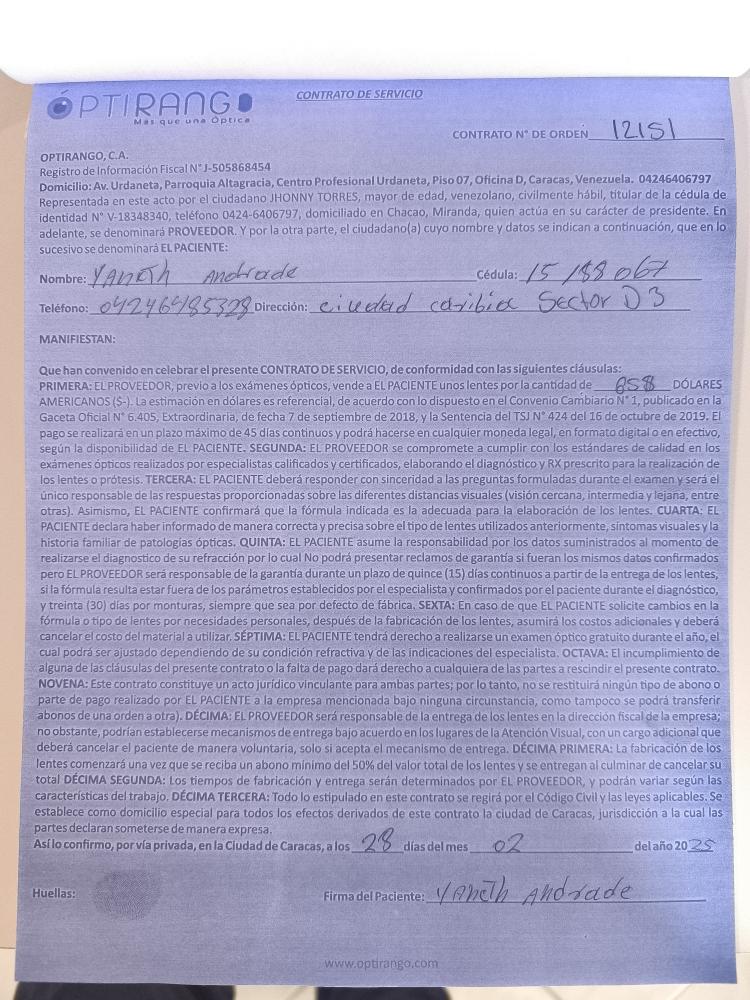 ÓPTIRANGO
Más que una Óptica
CONTRATO DE SERVICIO
CONTRATO N° DE ORDEN 12151
OPTIRANGO, C.A.
Registro de Información Fiscal N° J-505868454
Domicilio: Av. Urdaneta, Parroquia Altagracia, Centro Profesional Urdaneta, Piso 07, Oficina D, Caracas, Venezuela. 04246406797
Representada en este acto por el ciudadano JHONNY TORRES, mayor de edad, venezolano, civilmente hábil, titular de la cédula de
identidad N° V-18348340, teléfono 0424-6406797, domiciliado en Chacao, Miranda, quien actúa en su carácter de presidente. En
adelante, se denominará PROVEEDOR. Y por la otra parte, el ciudadano(a) cuyo nombre y datos se indican a continuación, que en lo
sucesivo se denominará EL PACIENTE:
Nombre: YANETH Andrade Cédula: 15 188 067
Teléfono: 04246485328 Dirección: ciudad caribia Sector D 3
MANIFIESTAN:
Que han convenido en celebrar el presente CONTRATO DE SERVICIO, de conformidad con las siguientes cláusulas:
PRIMERA: EL PROVEEDOR, previo a los exámenes ópticos, vende a EL PACIENTE unos lentes por la cantidad de 658 DÓLARES
AMERICANOS ($-). La estimación en dólares es referencial, de acuerdo con lo dispuesto en el Convenio Cambiario N° 1, publicado en la
Gaceta Oficial N° 6.405, Extraordinaria, de fecha 7 de septiembre de 2018, y la Sentencia del TSJ N° 424 del 16 de octubre de 2019. El
pago se realizará en un plazo máximo de 45 días continuos y podrá hacerse en cualquier moneda legal, en formato digital o en efectivo,
según la disponibilidad de EL PACIENTE. SEGUNDA: EL PROVEEDOR se compromete a cumplir con los estándares de calidad en los
exámenes ópticos realizados por especialistas calificados y certificados, elaborando el diagnóstico y RX prescrito para la realización de
los lentes o prótesis. TERCERA: EL PACIENTE deberá responder con sinceridad a las preguntas formuladas durante el examen y será el
único responsable de las respuestas proporcionadas sobre las diferentes distancias visuales (visión cercana, intermedia y lejana, entre
otras). Asimismo, EL PACIENTE confirmará que la fórmula indicada es la adecuada para la elaboración de los lentes. CUARTA: EL
PACIENTE declara haber informado de manera correcta y precisa sobre el tipo de lentes utilizados anteriormente, síntomas visuales y la
historia familiar de patologías ópticas. QUINTA: EL PACIENTE asume la responsabilidad por los datos suministrados al momento de
realizarse el diagnostico de su refracción por lo cual No podrá presentar reclamos de garantía si fueran los mismos datos confirmados
pero EL PROVEEDOR será responsable de la garantía durante un plazo de quince (15) días continuos a partir de la entrega de los lentes,
si la fórmula resulta estar fuera de los parámetros establecidos por el especialista y confirmados por el paciente durante el diagnóstico,
y treinta (30) días por monturas, siempre que sea por defecto de fábrica. SEXTA: En caso de que EL PACIENTE solicite cambios en la
fórmula o tipo de lentes por necesidades personales, después de la fabricación de los lentes, asumirá los costos adicionales y deberá
cancelar el costo del material a utilizar. SÉPTIMA: EL PACIENTE tendrá derecho a realizarse un examen óptico gratuito durante el año, el
cual podrá ser ajustado dependiendo de su condición refractiva y de las indicaciones del especialista. OCTAVA: El incumplimiento de
alguna de las cláusulas del presente contrato o la falta de pago dará derecho a cualquiera de las partes a rescindir el presente contrato.
NOVENA: Este contrato constituye un acto jurídico vinculante para ambas partes; por lo tanto, no se restituirá ningún tipo de abono o
parte de pago realizado por EL PACIENTE a la empresa mencionada bajo ninguna circunstancia, como tampoco se podrá transferir
abonos de una orden a otra). DÉCIMA: EL PROVEEDOR será responsable de la entrega de los lentes en la dirección fiscal de la empresa;
no obstante, podrían establecerse mecanismos de entrega bajo acuerdo en los lugares de la Atención Visual, con un cargo adicional que
deberá cancelar el paciente de manera voluntaria, solo si acepta el mecanismo de entrega. DÉCIMA PRIMERA: La fabricación de los
lentes comenzará una vez que se reciba un abono mínimo del 50% del valor total de los lentes y se entregan al culminar de cancelar su
total DÉCIMA SEGUNDA: Los tiempos de fabricación y entrega serán determinados por EL PROVEEDOR, y podrán variar según las
características del trabajo. DÉCIMA TERCERA: Todo lo estipulado en este contrato se regirá por el Código Civil y las leyes aplicables. Se
establece como domicilio especial para todos los efectos derivados de este contrato la ciudad de Caracas, jurisdicción a la cual las
partes declaran someterse de manera expresa.
Así lo confirmo, por vía privada, en la Ciudad de Caracas, a los 28 días del mes 02 del año 2025
Huellas: Firma del Paciente: YANETH Andrade
www.optirango.com